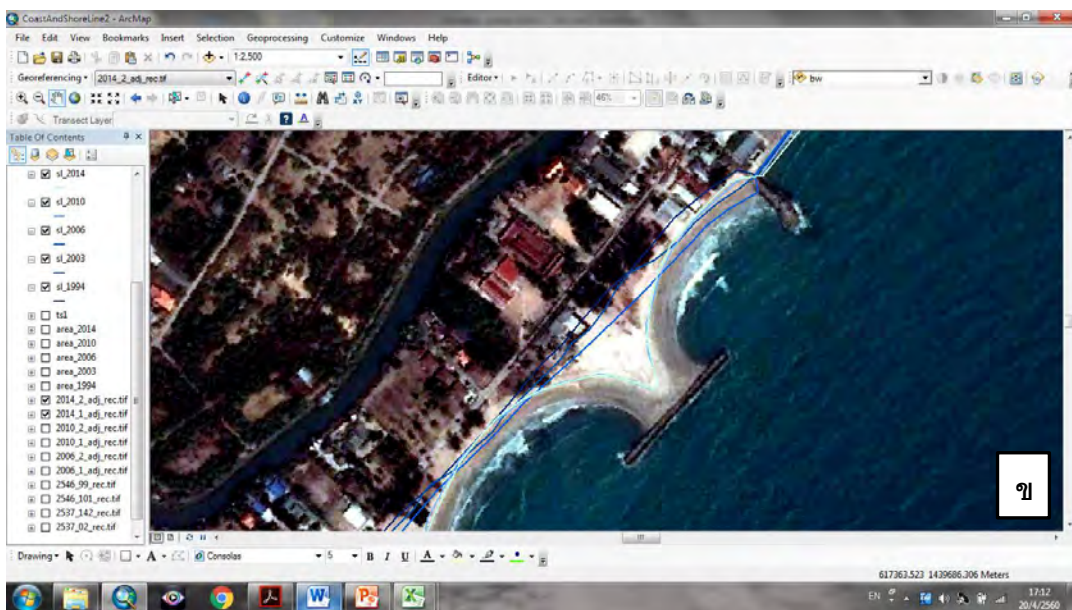 CoastAndShoreLine2 - ArcMap
File Edit View Bookmarks Insert Selection Geoprocessing Customize Windows Help
1:2,500
Georeferencing 2014_2_adj_rec.tif Editor bw
46%
Transect Layer
Table Of Contents
sl_2014
sl_2010
sl_2006
sl_2003
sl_1994
ts1
area_2014
area_2010
area_2006
area_2003
area_1994
2014_2_adj_rec.tif
2014_1_adj_rec.tif
2010_2_adj_rec.tif
2010_1_adj_rec.tif
2006_2_adj_rec.tif
2006_1_adj_rec.tif
2546_99_rec.tif
2546_101_rec.tif
2537_142_rec.tif
2537_02_rec.tif
ข
Drawing A Consolas 5 B I U A
617363.523 1439686.306 Meters
EN 17:12
20/4/2560